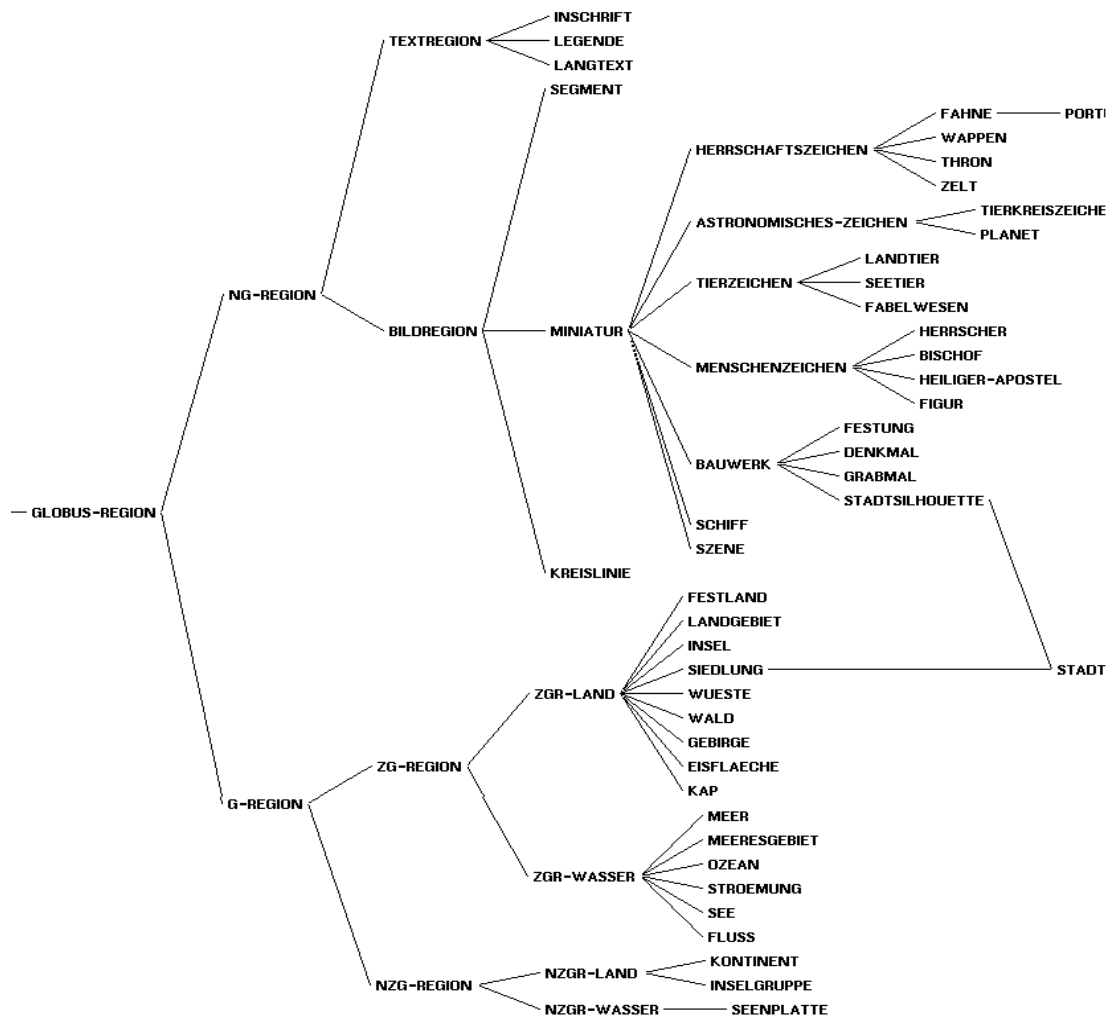 INSCHRIFT
TEXTREGION
LEGENDE
LANGTEXT
SEGMENT
FAHNE
PORT
WAPPEN
HERRSCHAFTSZEICHEN
THRON
ZELT
TIERKREISZEICHE
ASTRONOMISCHES-ZEICHEN
PLANET
LANDTIER
TIERZEICHEN
SEETIER
NG-REGION
FABELWESEN
BILDREGION
MINIATUR
HERRSCHER
BISCHOF
MENSCHENZEICHEN
HEILIGER-APOSTEL
FIGUR
FESTUNG
DENKMAL
BAUWERK
GRABMAL
STADTSILHOUETTE
GLOBUS-REGION
SCHIFF
SZENE
KREISLINIE
FESTLAND
LANDGEBIET
INSEL
SIEDLUNG
STADT
ZGR-LAND
WUESTE
WALD
GEBIRGE
ZG-REGION
EISFLAECHE
KAP
G-REGION
MEER
MEERESGEBIET
OZEAN
ZGR-WASSER
STROEMUNG
SEE
FLUSS
KONTINENT
NZGR-LAND
NZG-REGION
INSELGRUPPE
NZGR-WASSER
SEENPLATTE